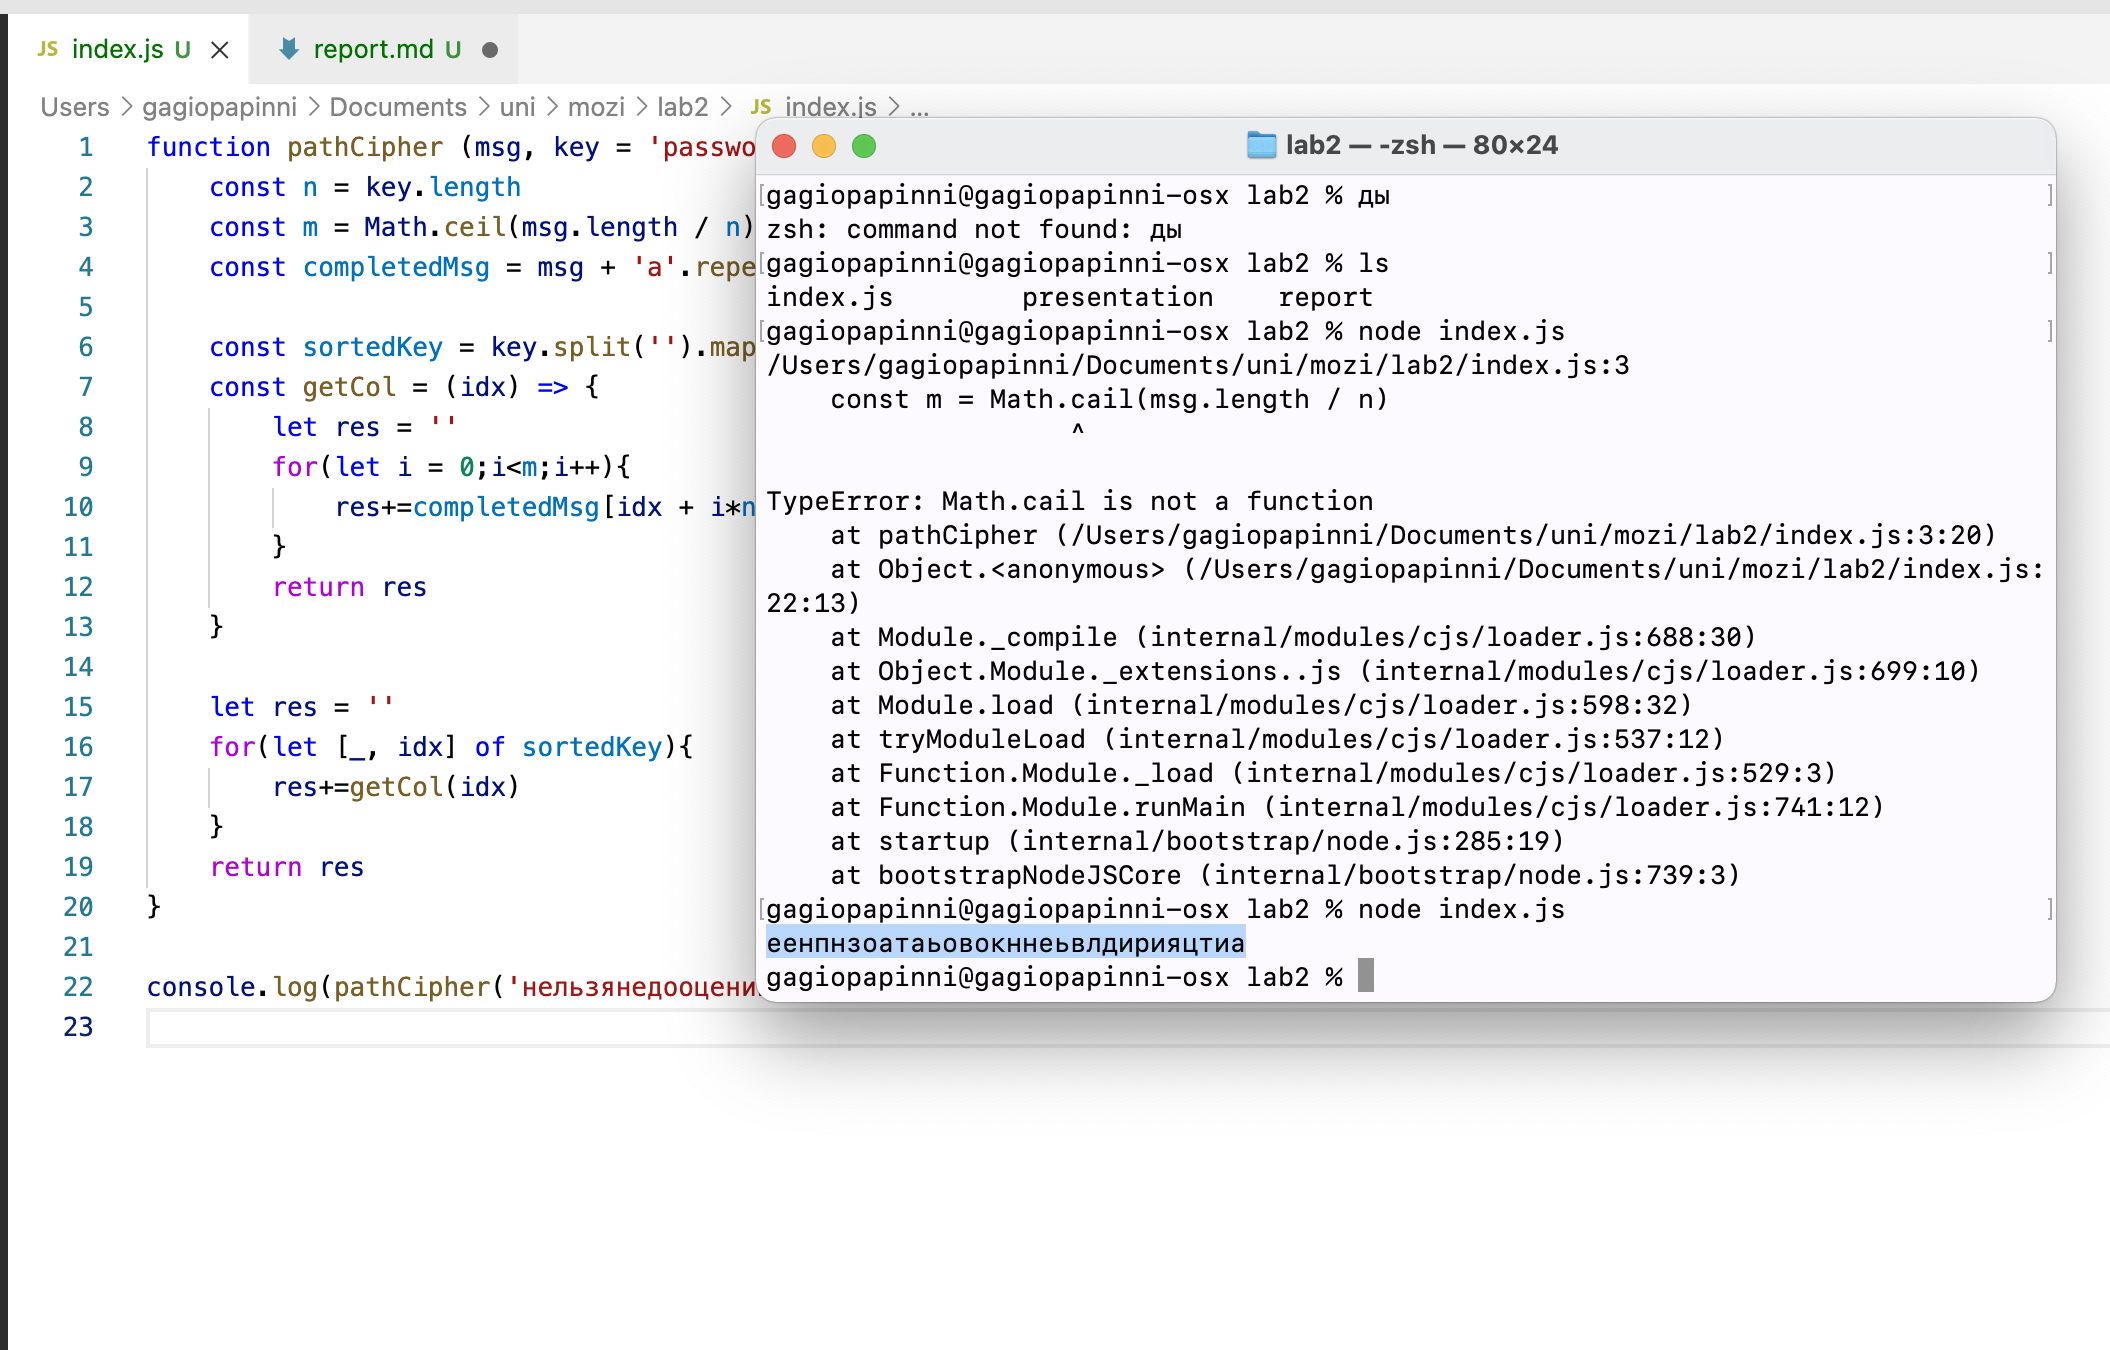 JS index.js U × report.md U ●
Users > gagiopapinni > Documents > uni > mozi > lab2 > JS index.js > ...
1 function pathCipher (msg, key = 'passwo
2 const n = key.length
3 const m = Math.ceil(msg.length / n)
4 const completedMsg = msg + 'a'.repe
5
6 const sortedKey = key.split('').map
7 const getCol = (idx) => {
8 let res = ''
9 for(let i = 0;i<m;i++){
10 res+=completedMsg[idx + i*n
11 }
12 return res
13 }
14
15 let res = ''
16 for(let [_, idx] of sortedKey){
17 res+=getCol(idx)
18 }
19 return res
20 }
21
22 console.log(pathCipher('нельзянедооцени
23
lab2 — -zsh — 80×24
[gagiopapinni@gagiopapinni-osx lab2 % ды ]
zsh: command not found: ды
[gagiopapinni@gagiopapinni-osx lab2 % ls ]
index.js presentation report
[gagiopapinni@gagiopapinni-osx lab2 % node index.js ]
/Users/gagiopapinni/Documents/uni/mozi/lab2/index.js:3
const m = Math.cail(msg.length / n)
^
TypeError: Math.cail is not a function
at pathCipher (/Users/gagiopapinni/Documents/uni/mozi/lab2/index.js:3:20)
at Object.<anonymous> (/Users/gagiopapinni/Documents/uni/mozi/lab2/index.js:
22:13)
at Module._compile (internal/modules/cjs/loader.js:688:30)
at Object.Module._extensions..js (internal/modules/cjs/loader.js:699:10)
at Module.load (internal/modules/cjs/loader.js:598:32)
at tryModuleLoad (internal/modules/cjs/loader.js:537:12)
at Function.Module._load (internal/modules/cjs/loader.js:529:3)
at Function.Module.runMain (internal/modules/cjs/loader.js:741:12)
at startup (internal/bootstrap/node.js:285:19)
at bootstrapNodeJSCore (internal/bootstrap/node.js:739:3)
[gagiopapinni@gagiopapinni-osx lab2 % node index.js ]
еенпнзоатаьовокннеьвлдирияцтиа
gagiopapinni@gagiopapinni-osx lab2 %